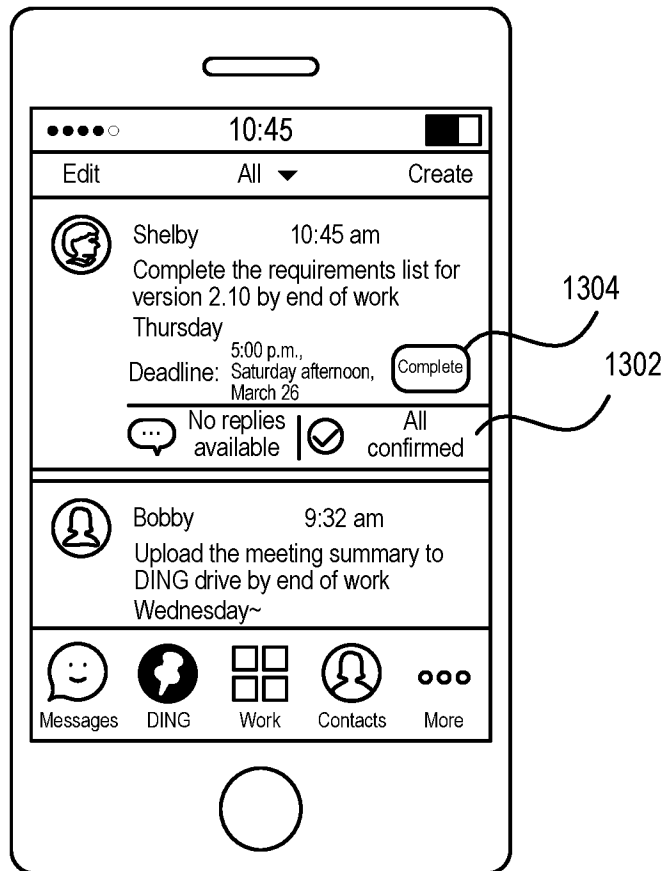 10:45
Edit All Create
Shelby 10:45 am
Complete the requirements list for
version 2.10 by end of work
Thursday
Deadline: 5:00 p.m.,
Saturday afternoon,
March 26
Complete
No replies
available
All
confirmed
Bobby 9:32 am
Upload the meeting summary to
DING drive by end of work
Wednesday~
Messages DING Work Contacts More
1304
1302